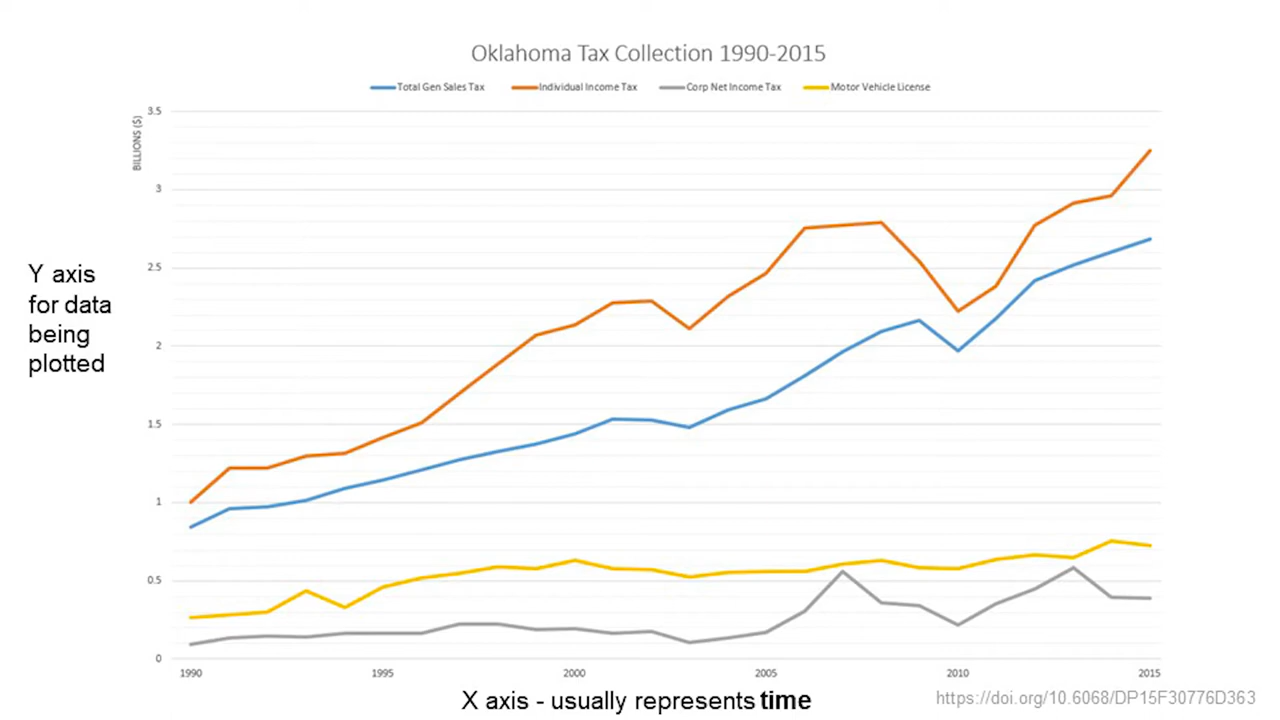 Oklahoma Tax Collection 1990-2015
Total Gen Sales Tax Individual Income Tax Corp Net Income Tax Motor Vehicle License
BILLIONS ($)
3.5
3
2.5
2
1.5
1
0.5
0
Y axis
for data
being
plotted
1990 1995 2000 2005 2010 2015
X axis - usually represents time
https://doi.org/10.6068/DP15F30776D363